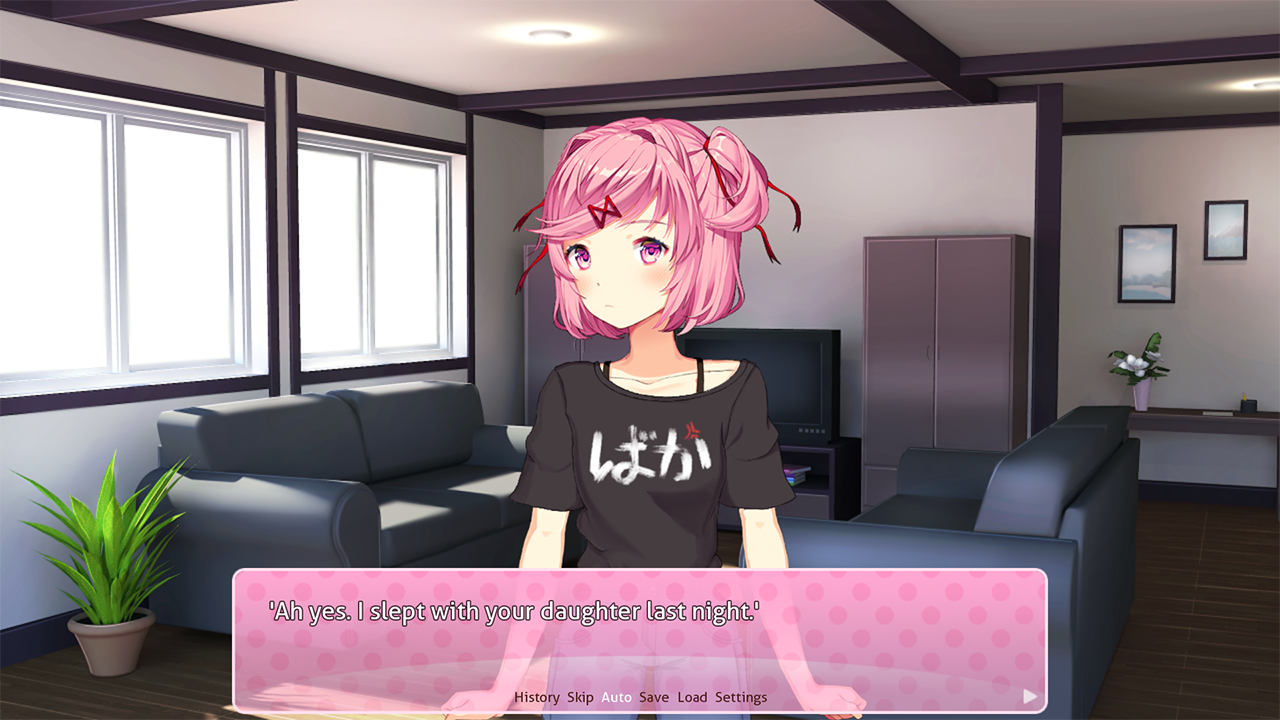 ばか
'Ah yes. I slept with your daughter last night.'
History Skip Auto Save Load Settings